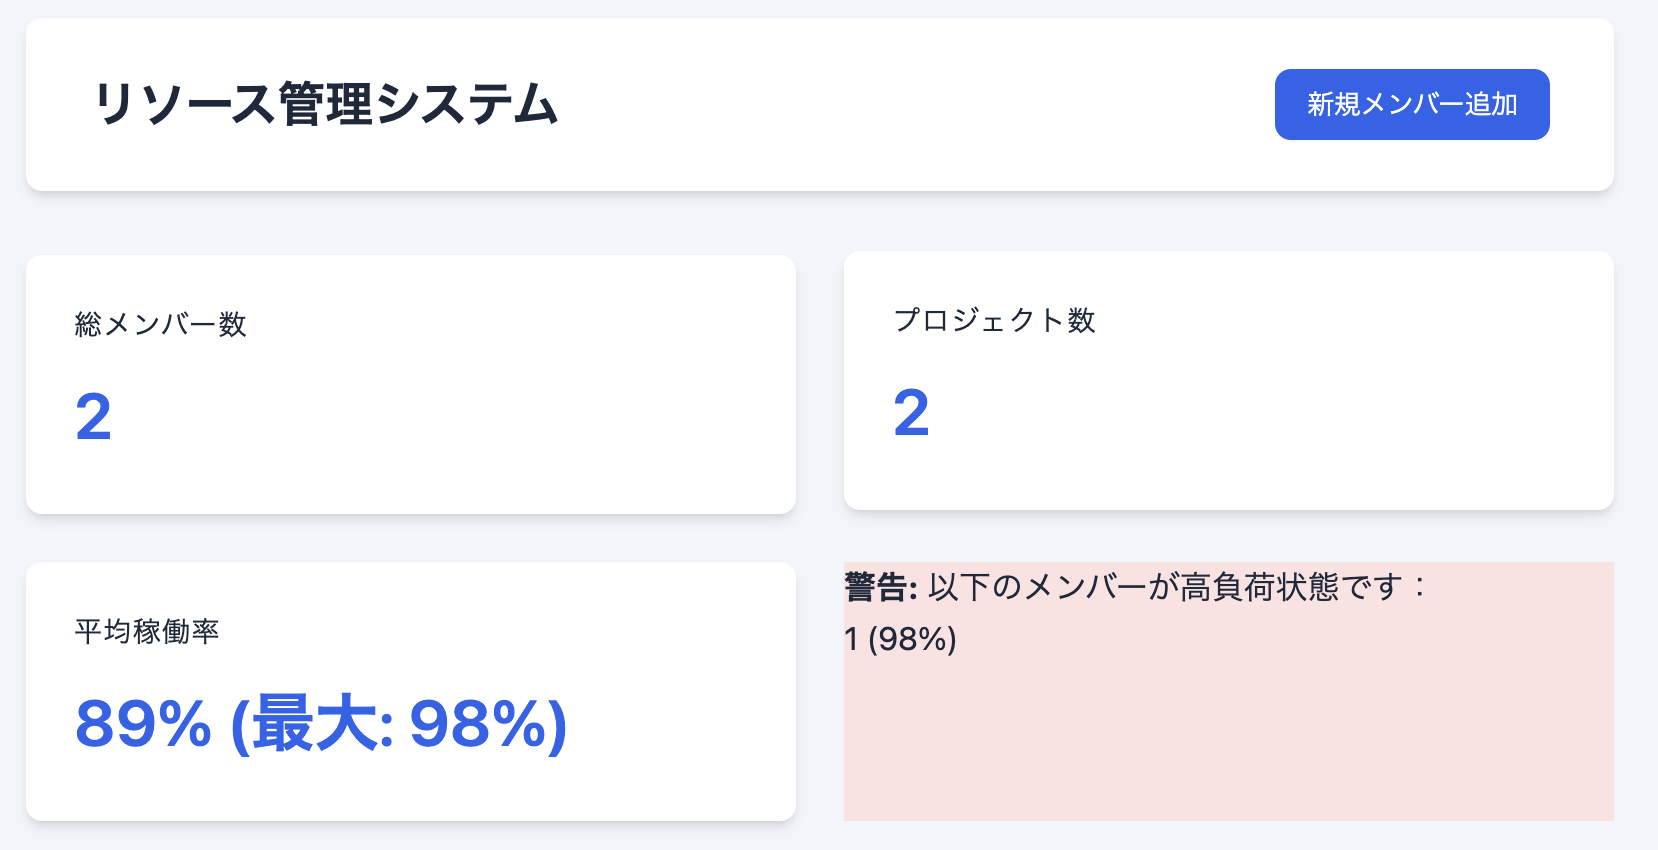 リソース管理システム
新規メンバー追加
総メンバー数
2
プロジェクト数
2
平均稼働率
89% (最大: 98%)
警告: 以下のメンバーが高負荷状態です：
1 (98%)